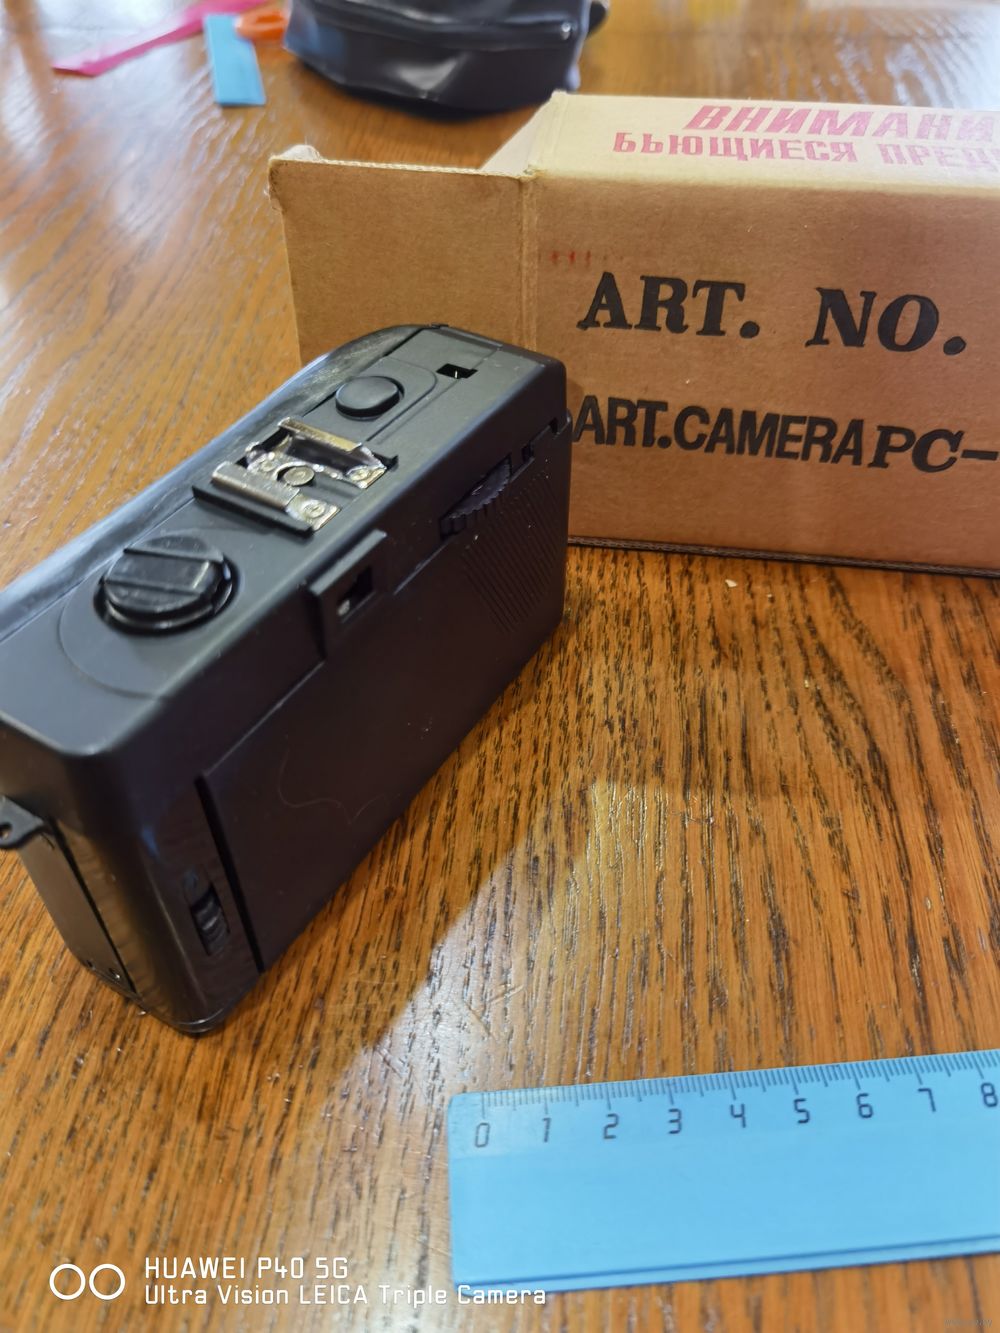 ВНИМАНИ
БЬЮЩИЕСЯ ПРЕД
ART. NO.
ART.CAMERA PC-
0 1 2 3 4 5 6 7 8
HUAWEI P40 5G
Ultra Vision LEICA Triple Camera